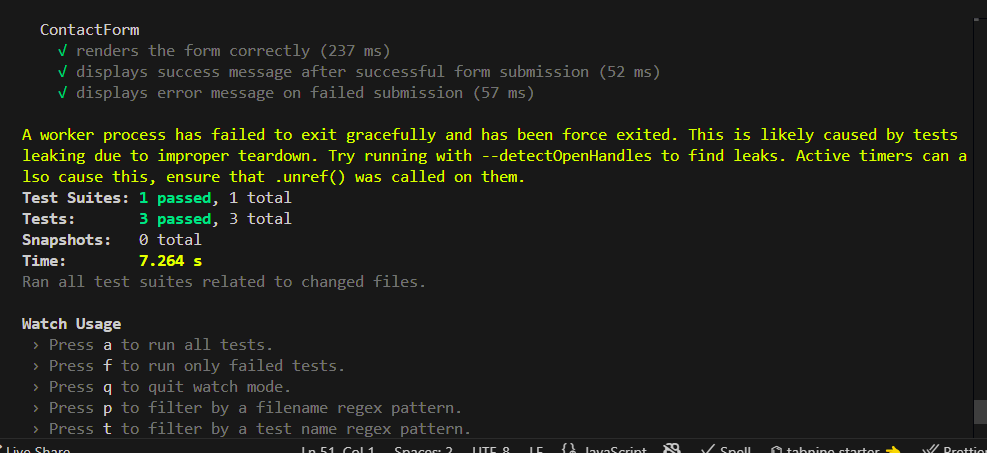 ContactForm
√ renders the form correctly (237 ms)
√ displays success message after successful form submission (52 ms)
√ displays error message on failed submission (57 ms)
A worker process has failed to exit gracefully and has been force exited. This is likely caused by tests
leaking due to improper teardown. Try running with --detectOpenHandles to find leaks. Active timers can a
lso cause this, ensure that .unref() was called on them.
Test Suites: 1 passed, 1 total
Tests: 3 passed, 3 total
Snapshots: 0 total
Time: 7.264 s
Ran all test suites related to changed files.
Watch Usage
› Press a to run all tests.
› Press f to run only failed tests.
› Press q to quit watch mode.
› Press p to filter by a filename regex pattern.
› Press t to filter by a test name regex pattern.
Live Share Ln 51, Col 1 Spaces: 2 UTF-8 LF {} JavaScript Spell tabnine starter